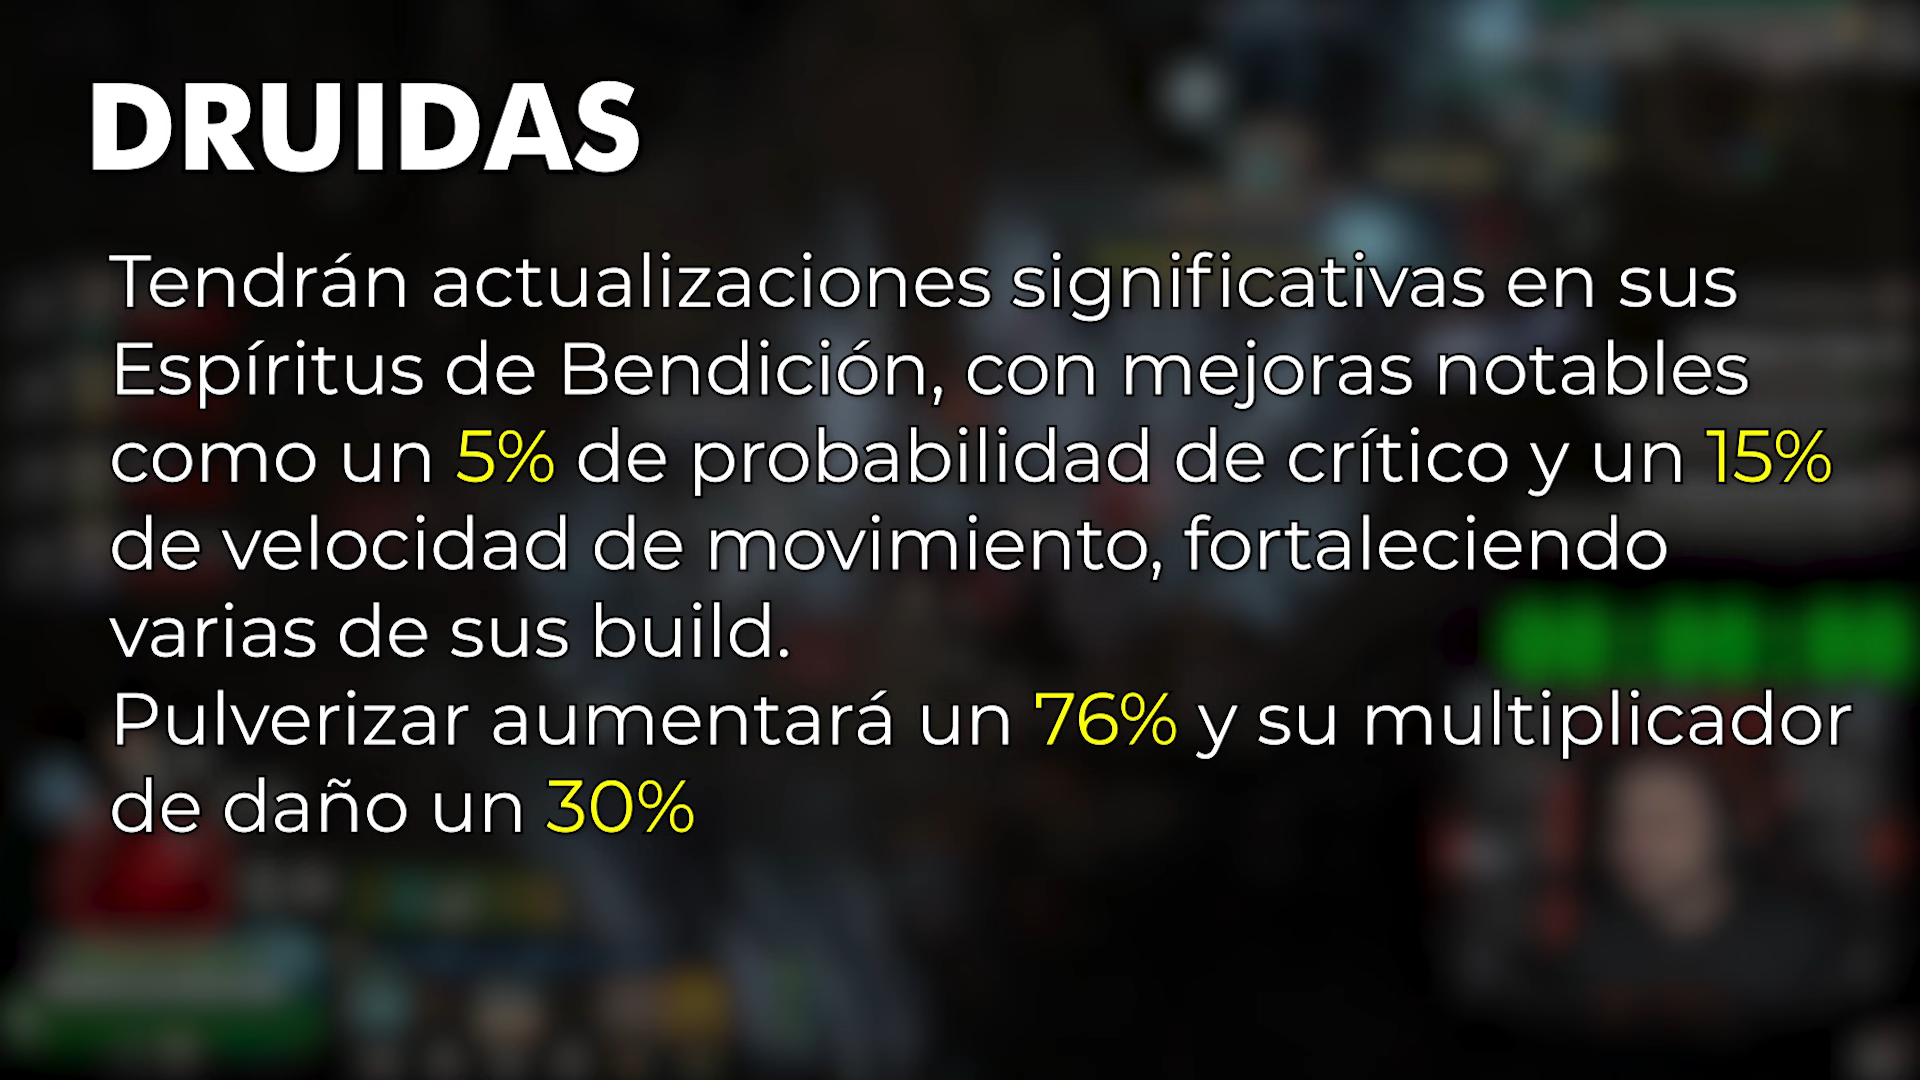 DRUIDAS
Tendrán actualizaciones significativas en sus
Espíritus de Bendición, con mejoras notables
como un 5% de probabilidad de crítico y un 15%
de velocidad de movimiento, fortaleciendo
varias de sus build.
Pulverizar aumentará un 76% y su multiplicador
de daño un 30%